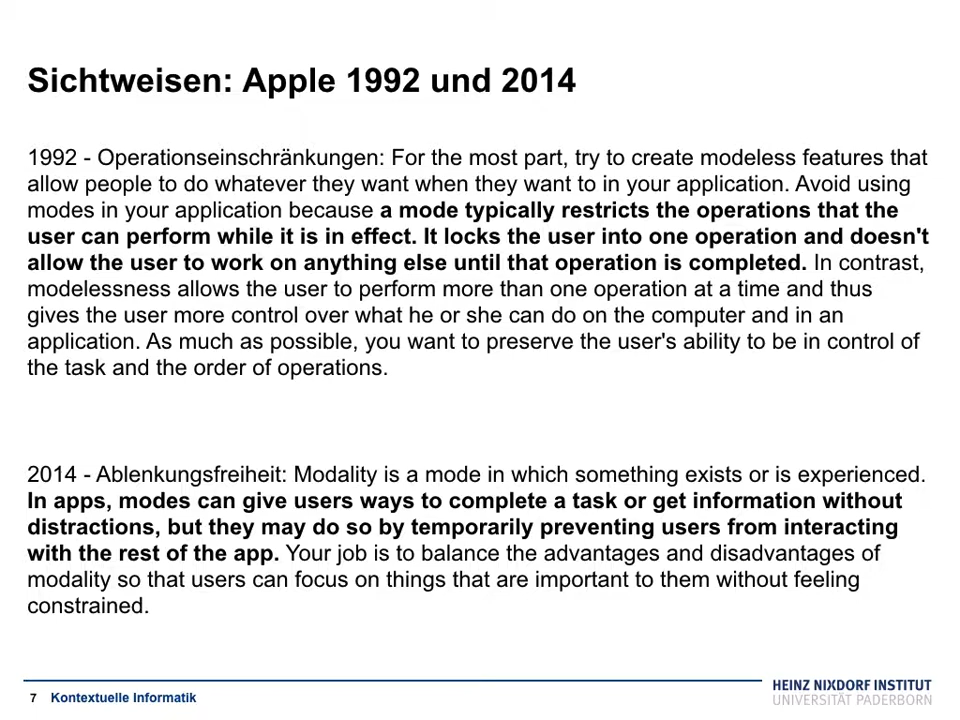 Sichtweisen: Apple 1992 und 2014
1992 - Operationseinschränkungen: For the most part, try to create modeless features that
allow people to do whatever they want when they want to in your application. Avoid using
modes in your application because a mode typically restricts the operations that the
user can perform while it is in effect. It locks the user into one operation and doesn't
allow the user to work on anything else until that operation is completed. In contrast,
modelessness allows the user to perform more than one operation at a time and thus
gives the user more control over what he or she can do on the computer and in an
application. As much as possible, you want to preserve the user's ability to be in control of
the task and the order of operations.
2014 - Ablenkungsfreiheit: Modality is a mode in which something exists or is experienced.
In apps, modes can give users ways to complete a task or get information without
distractions, but they may do so by temporarily preventing users from interacting
with the rest of the app. Your job is to balance the advantages and disadvantages of
modality so that users can focus on things that are important to them without feeling
constrained.
7 Kontextuelle Informatik
HEINZ NIXDORF INSTITUT
UNIVERSITÄT PADERBORN